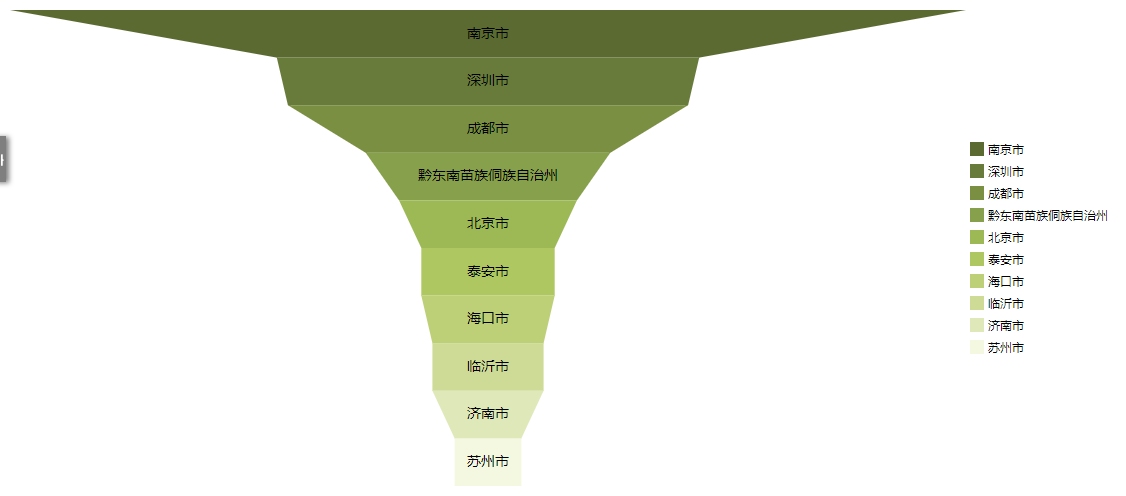 南京市
深圳市
成都市
黔东南苗族侗族自治州
北京市
泰安市
海口市
临沂市
济南市
苏州市
南京市
深圳市
成都市
黔东南苗族侗族自治州
北京市
泰安市
海口市
临沂市
济南市
苏州市